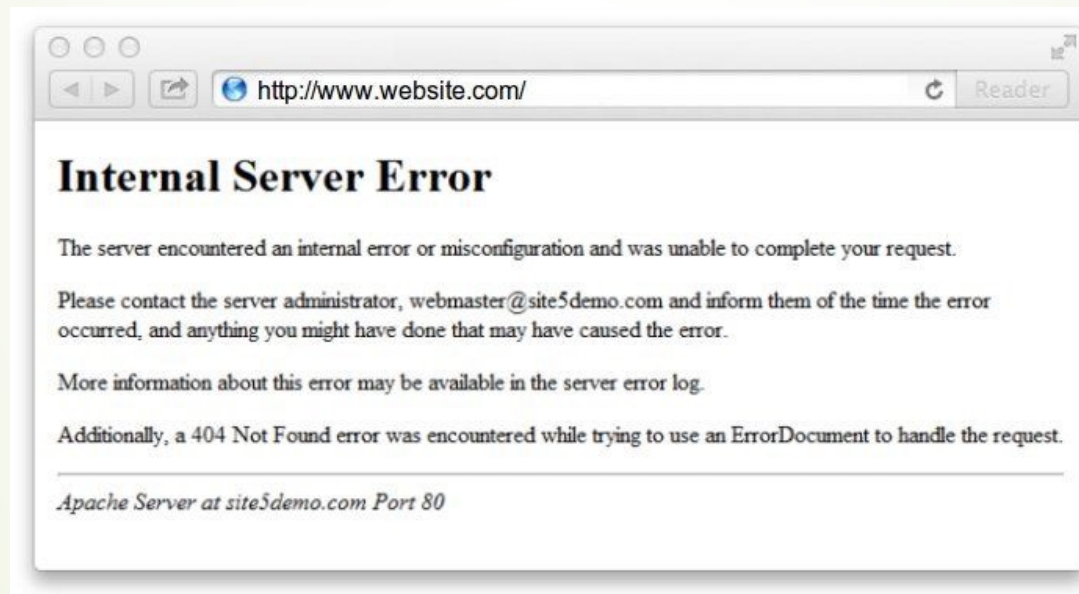 http://www.website.com/
Reader
Internal Server Error
The server encountered an internal error or misconfiguration and was unable to complete your request.
Please contact the server administrator, webmaster@site5demo.com and inform them of the time the error
occurred, and anything you might have done that may have caused the error.
More information about this error may be available in the server error log.
Additionally, a 404 Not Found error was encountered while trying to use an ErrorDocument to handle the request.
Apache Server at site5demo.com Port 80